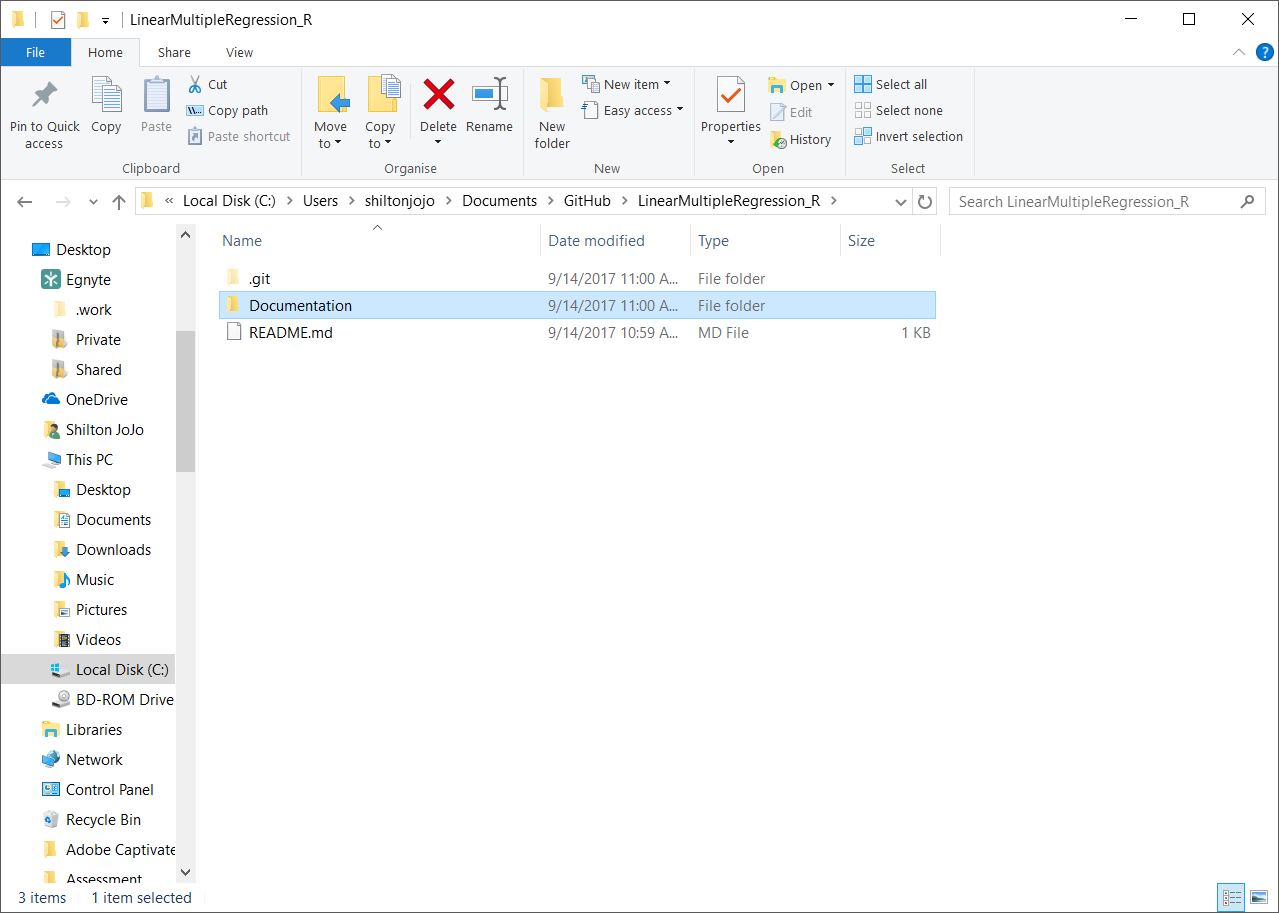 LinearMultipleRegression_R
File Home Share View
Pin to Quick access
Copy
Paste
Cut
Copy path
Paste shortcut
Clipboard
Move to
Copy to
Delete
Rename
Organise
New folder
New item
Easy access
New
Properties
Open
Edit
History
Open
Select all
Select none
Invert selection
Select
« Local Disk (C:) > Users > shiltonjojo > Documents > GitHub > LinearMultipleRegression_R >
Search LinearMultipleRegression_R
Desktop
Egnyte
.work
Private
Shared
OneDrive
Shilton JoJo
This PC
Desktop
Documents
Downloads
Music
Pictures
Videos
Local Disk (C:)
BD-ROM Drive
Libraries
Network
Control Panel
Recycle Bin
Adobe Captivate
Assessment
Name Date modified Type Size
.git 9/14/2017 11:00 A... File folder
Documentation 9/14/2017 11:00 A... File folder
README.md 9/14/2017 10:59 A... MD File 1 KB
3 items 1 item selected